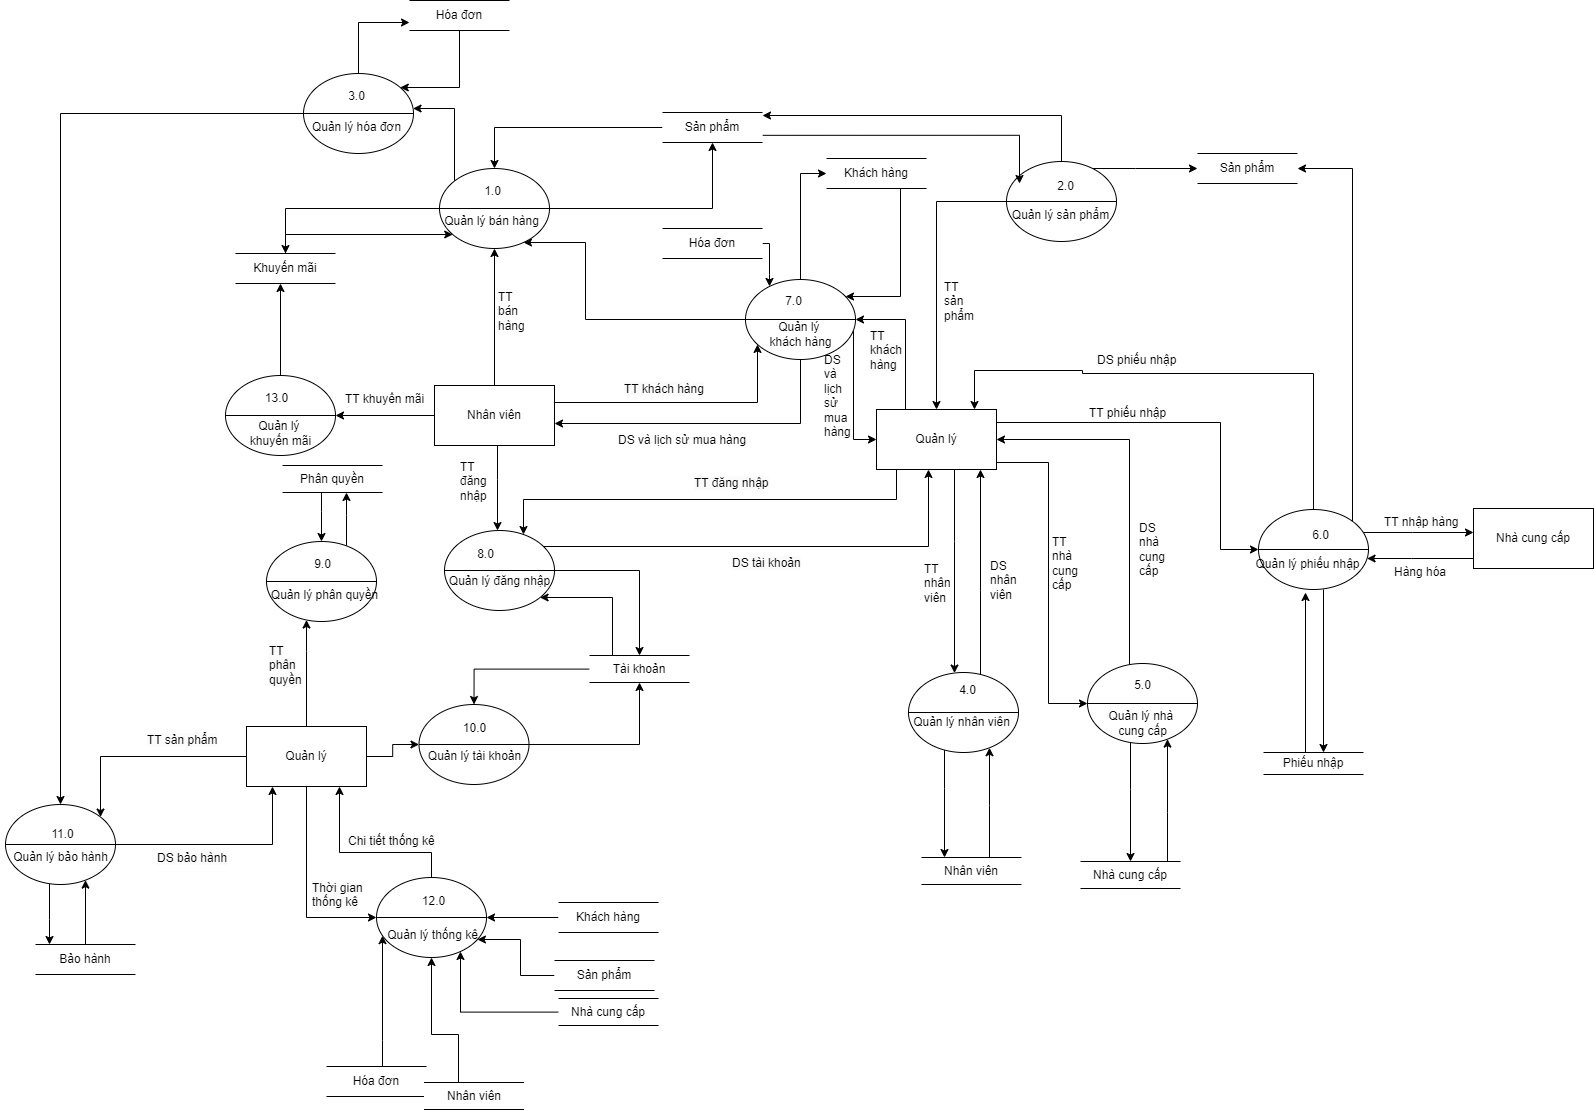 Hóa đơn
3.0
Quản lý hóa đơn
Sản phẩm
Sản phẩm
Khách hàng
1.0
Quản lý bán hàng
2.0
Quản lý sản phẩm
Hóa đơn
Khuyến mãi
TT
bán
hàng
7.0
Quản lý
khách hàng
TT
sản
phẩm
TT
khách
hàng
DS
và
lịch
sử
mua
hàng
DS phiếu nhập
13.0
Quản lý
khuyến mãi
TT khuyến mãi
Nhân viên
TT khách hàng
DS và lịch sử mua hàng
Quản lý
TT phiếu nhập
Phân quyền
TT
đăng
nhập
TT đăng nhập
9.0
Quản lý phân quyền
8.0
Quản lý đăng nhập
DS tài khoản
TT
nhân
viên
DS
nhân
viên
TT
nhà
cung
cấp
DS
nhà
cung
cấp
6.0
Quản lý phiếu nhập
TT nhập hàng
Hàng hóa
Nhà cung cấp
TT
phân
quyền
Tài khoản
4.0
Quản lý nhân viên
5.0
Quản lý nhà
cung cấp
TT sản phẩm
Quản lý
10.0
Quản lý tài khoản
Phiếu nhập
11.0
Quản lý bảo hành
DS bảo hành
Chi tiết thống kê
Nhân viên
Nhà cung cấp
Thời gian
thống kê
12.0
Quản lý thống kê
Khách hàng
Bảo hành
Sản phẩm
Nhà cung cấp
Hóa đơn
Nhân viên